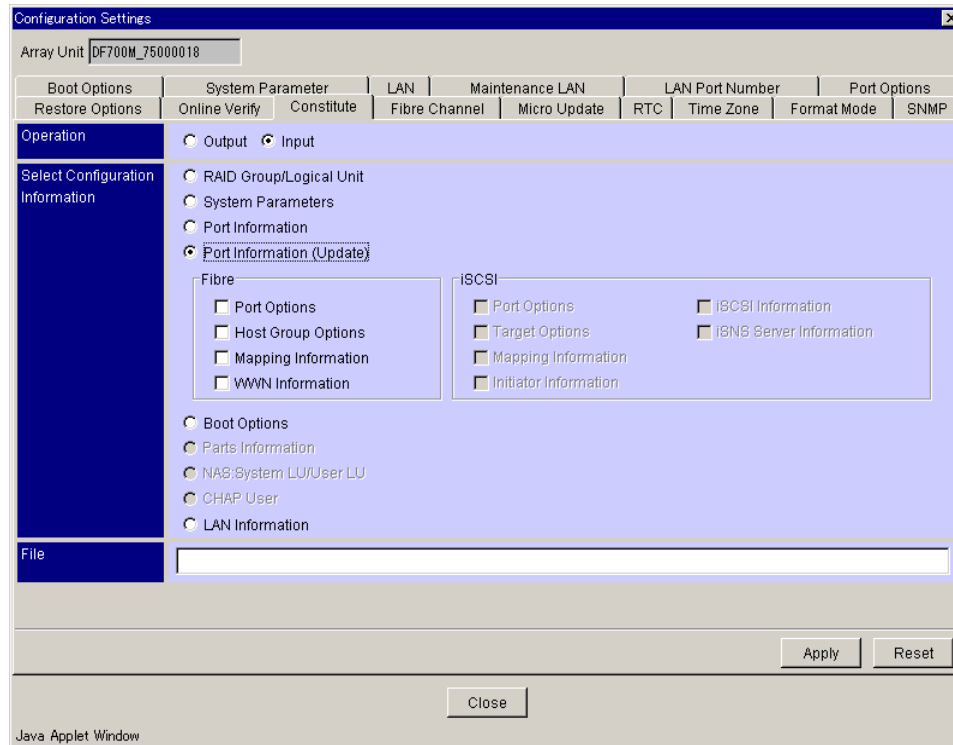 Configuration Settings
Array Unit DF700M_75000018
Boot Options System Parameter LAN Maintenance LAN LAN Port Number Port Options
Restore Options Online Verify Constitute Fibre Channel Micro Update RTC Time Zone Format Mode SNMP
Operation
Output Input
Select Configuration Information
RAID Group/Logical Unit
System Parameters
Port Information
Port Information (Update)
Fibre
Port Options
Host Group Options
Mapping Information
WWN Information
iSCSI
Port Options iSCSI Information
Target Options iSNS Server Information
Mapping Information
Initiator Information
Boot Options
Parts Information
NAS:System LU/User LU
CHAP User
LAN Information
File
Apply Reset
Close
Java Applet Window